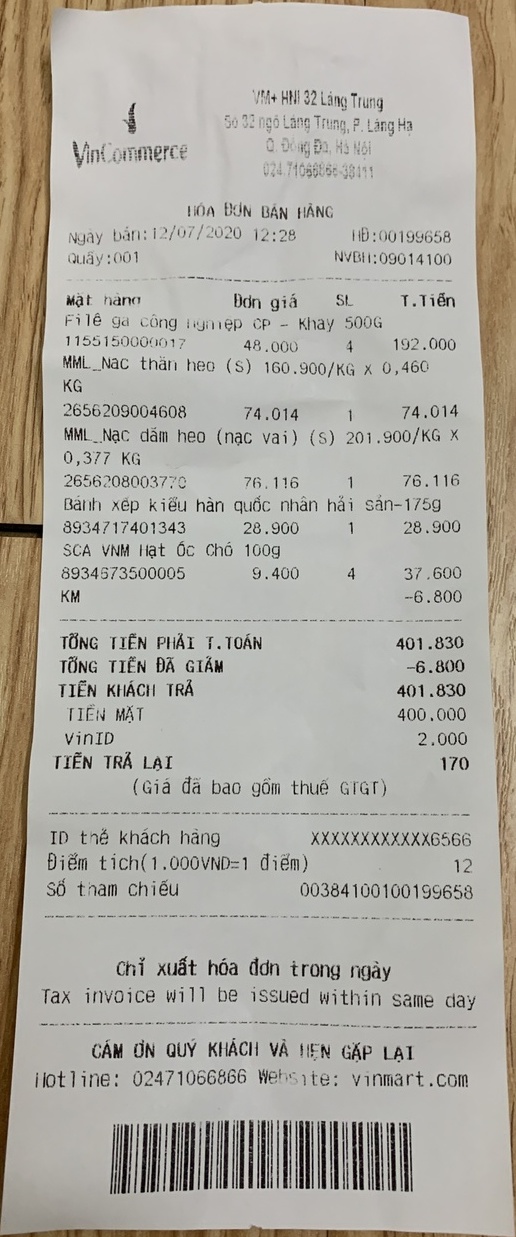 VinCommerce
VM+ HNI 32 Láng Trung
Số 32 ngõ Láng Trung, P. Láng Hạ
Q. Đống Đa, Hà Nội
024.71066866-38411
HÓA ĐƠN BÁN HÀNG
Ngày bán:12/07/2020 12:28 HĐ:00199658
Quầy:001 NVBH:09014100
Mặt hàng Đơn giá SL T.Tiền
Filê gà công nghiệp CP - Khay 500G
1155150000017 48.000 4 192.000
MML_Nạc thăn heo (S) 160.900/KG X 0,460
KG
2656209004608 74.014 1 74.014
MML_Nạc dăm heo (nạc vai) (S) 201.900/KG X
0,377 KG
2656208003770 76.116 1 76.116
Bánh xếp kiểu hàn quốc nhân hải sản-175g
8934717401343 28.900 1 28.900
SCA VNM Hạt Óc Chó 100g
8934673500005 9.400 4 37.600
KM -6.800
TỔNG TIỀN PHẢI T.TOÁN 401.830
TỔNG TIỀN ĐÃ GIẢM -6.800
TIỀN KHÁCH TRẢ 401.830
TIỀN MẶT 400.000
VinID 2.000
TIỀN TRẢ LẠI 170
(Giá đã bao gồm thuế GTGT)
ID thẻ khách hàng XXXXXXXXXXXX6566
Điểm tích(1.000VND=1 điểm) 12
Số tham chiếu 00384100100199658
Chỉ xuất hóa đơn trong ngày
Tax invoice will be issued within same day
CẢM ƠN QUÝ KHÁCH VÀ HẸN GẶP LẠI
Hotline: 02471066866 Website: vinmart.com